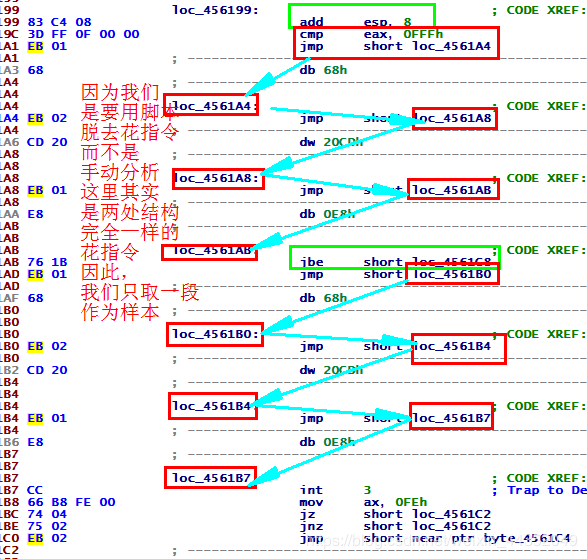 199 loc_456199: ; CODE XREF:
199 83 C4 08 add esp, 8
19C 3D FF 0F 00 00 cmp eax, 0FFFh
1A1 EB 01 jmp short loc_4561A4
1A1 ; ---------------------------
1A3 68 db 68h
1A4 ; ---------------------------
1A4
1A4 loc_4561A4: ; CODE XREF:
1A4 EB 02 jmp short loc_4561A8
1A4 ; ---------------------------
1A6 CD 20 dw 20CDh
1A8 ; ---------------------------
1A8
1A8 loc_4561A8: ; CODE XREF:
1A8 EB 01 jmp short loc_4561AB
1A8 ; ---------------------------
1AA E8 db 0E8h
1AB ; ---------------------------
1AB
1AB loc_4561AB: ; CODE XREF:
1AB 76 1B jbe short loc_4561C8
1AD EB 01 jmp short loc_4561B0
1AD ; ---------------------------
1AF 68 db 68h
1B0 ; ---------------------------
1B0
1B0 loc_4561B0: ; CODE XREF:
1B0 EB 02 jmp short loc_4561B4
1B0 ; ---------------------------
1B2 CD 20 dw 20CDh
1B4 ; ---------------------------
1B4
1B4 loc_4561B4: ; CODE XREF:
1B4 EB 01 jmp short loc_4561B7
1B4 ; ---------------------------
1B6 E8 db 0E8h
1B7 ; ---------------------------
1B7
1B7 loc_4561B7: ; CODE XREF:
1B7 CC int 3 ; Trap to De
1B8 66 B8 FE 00 mov ax, 0FEh
1BC 74 04 jz short loc_4561C2
1BE 75 02 jnz short loc_4561C2
1C0 EB 02 jmp short near ptr byte_4561C4
1C2 ; ---------------------------
因为我们
是要用脚本
脱去花指令
而不是
手动分析
这里其实
是两处结构
完全一样的
花指令
因此，
我们只取一段
作为样本